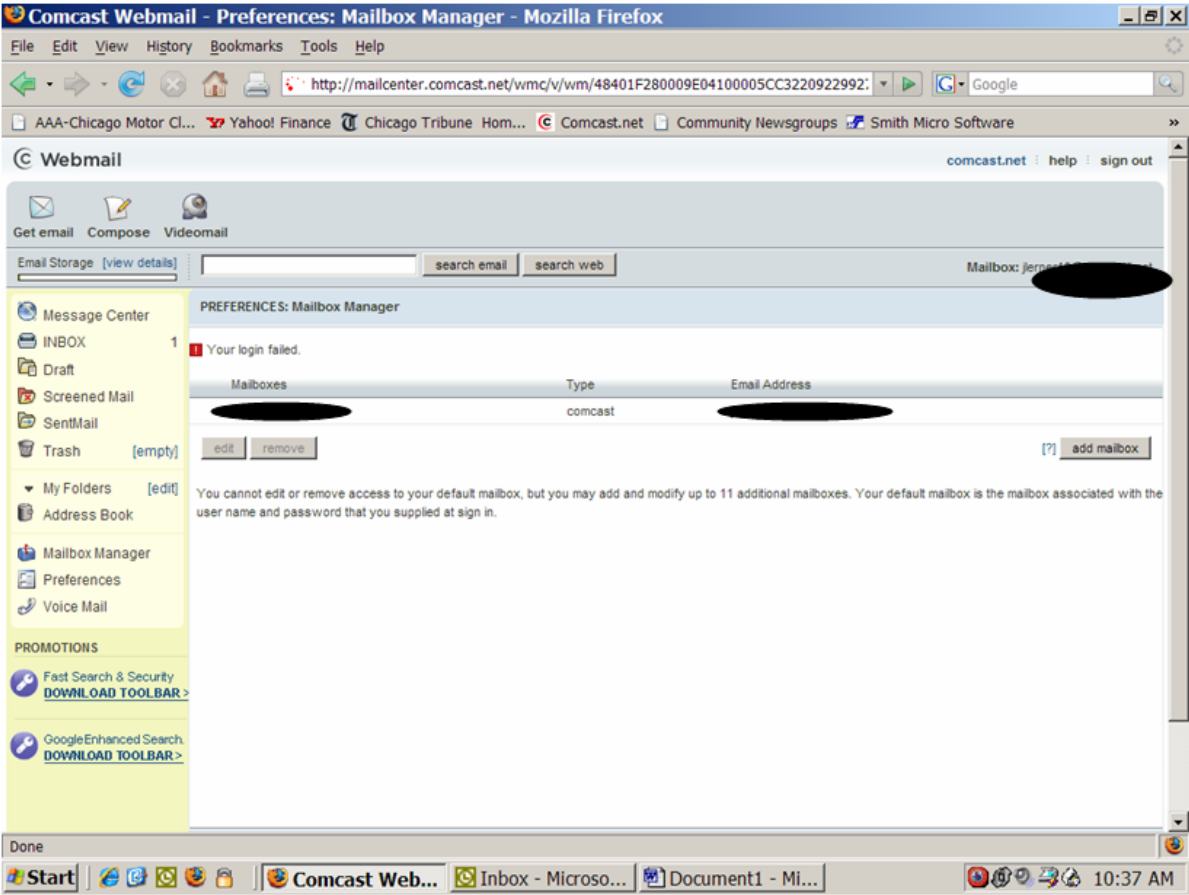 Comcast Webmail - Preferences: Mailbox Manager - Mozilla Firefox
File Edit View History Bookmarks Tools Help
http://mailcenter.comcast.net/wmc/v/wm/48401F280009E04100005CC3220922992: G Google
AAA-Chicago Motor Cl... Yahoo! Finance Chicago Tribune Hom... Comcast.net Community Newsgroups Smith Micro Software »
Webmail comcast.net help sign out
Get email Compose Videomail
Email Storage [view details] search email search web Mailbox:
Message Center
INBOX 1
Draft
Screened Mail
SentMail
Trash [empty]
My Folders [edit]
Address Book
Mailbox Manager
Preferences
Voice Mail
PROMOTIONS
Fast Search & Security
DOWNLOAD TOOLBAR >
Google Enhanced Search.
DOWNLOAD TOOLBAR >
PREFERENCES: Mailbox Manager
! Your login failed.
Mailboxes Type Email Address
comcast
edit remove [?] add mailbox
You cannot edit or remove access to your default mailbox, but you may add and modify up to 11 additional mailboxes. Your default mailbox is the mailbox associated with the
user name and password that you supplied at sign in.
Done
Start Comcast Web... Inbox - Microso... Document1 - Mi... 10:37 AM